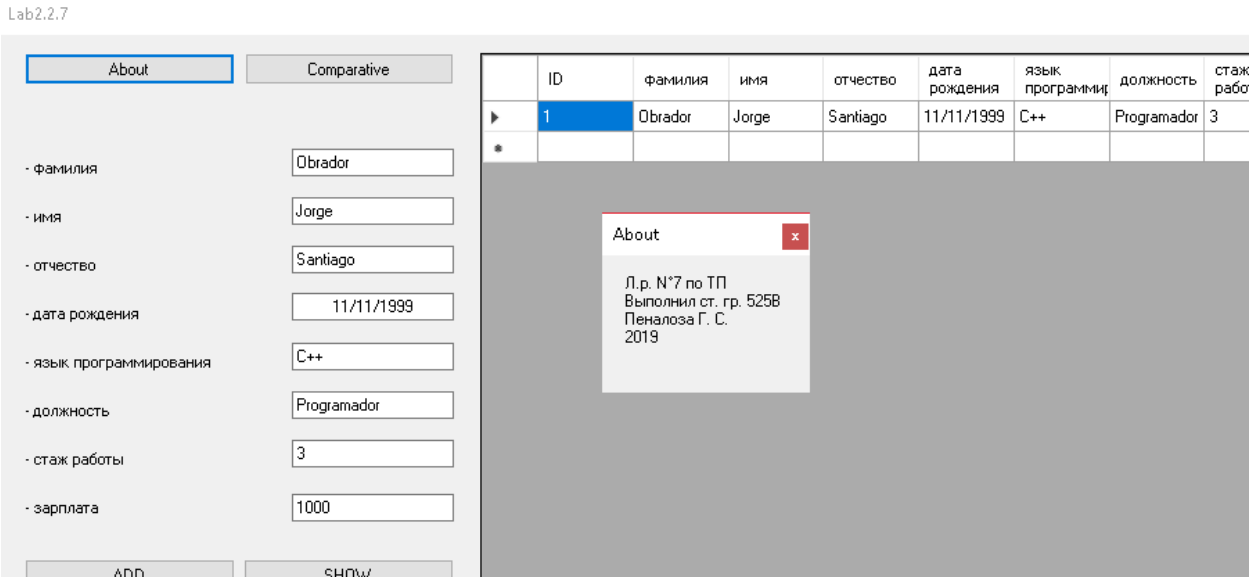 Lab2.2.7
About
Comparative
- фамилия
Obrador
- имя
Jorge
- отчество
Santiago
- дата рождения
11/11/1999
- язык программирования
C++
- должность
Programador
- стаж работы
3
- зарплата
1000
ADD
SHOW
ID
фамилия
имя
отчество
дата
рождения
язык
программир
должность
стаж
рабо
1
Obrador
Jorge
Santiago
11/11/1999
C++
Programador
3
About
x
Л.р. N°7 по ТП
Выполнил ст. гр. 525В
Пеналоза Г. С.
2019